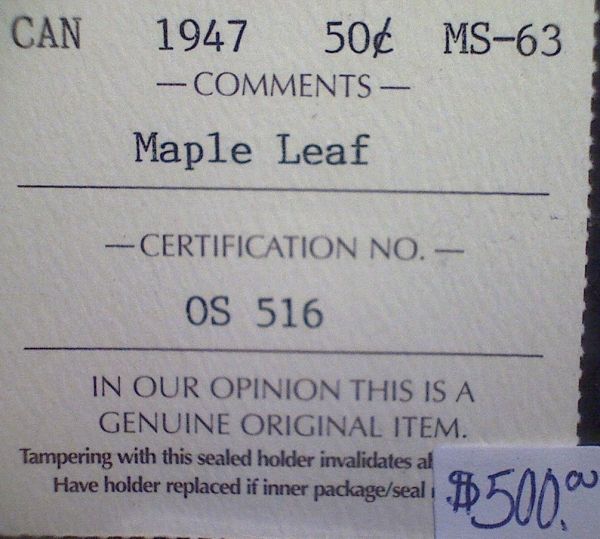 CAN 1947 50¢ MS-63
— COMMENTS —
Maple Leaf
— CERTIFICATION NO. —
OS 516
IN OUR OPINION THIS IS A
GENUINE ORIGINAL ITEM.
Tampering with this sealed holder invalidates
Have holder replaced if inner package/seal
$500.00